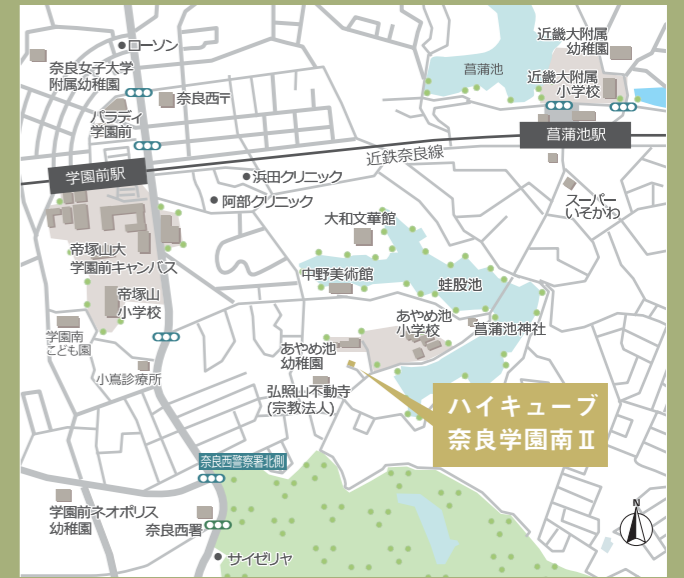 ローソン
奈良女子大学
附属幼稚園
奈良西〒
パラディ
学園前
菖蒲池
近畿大附属
幼稚園
近畿大附属
小学校
菖蒲池駅
近鉄奈良線
学園前駅
浜田クリニック
阿部クリニック
スーパー
いそかわ
大和文華館
帝塚山大
学園前キャンパス
中野美術館
蛙股池
帝塚山
小学校
あやめ池
小学校
菖蒲池神社
学園南
こども園
あやめ池
幼稚園
小嶌診療所
弘照山不動寺
(宗教法人)
ハイキューブ
奈良学園南Ⅱ
奈良西警察署北側
学園前ネオポリス
幼稚園
奈良西署
サイゼリヤ
N